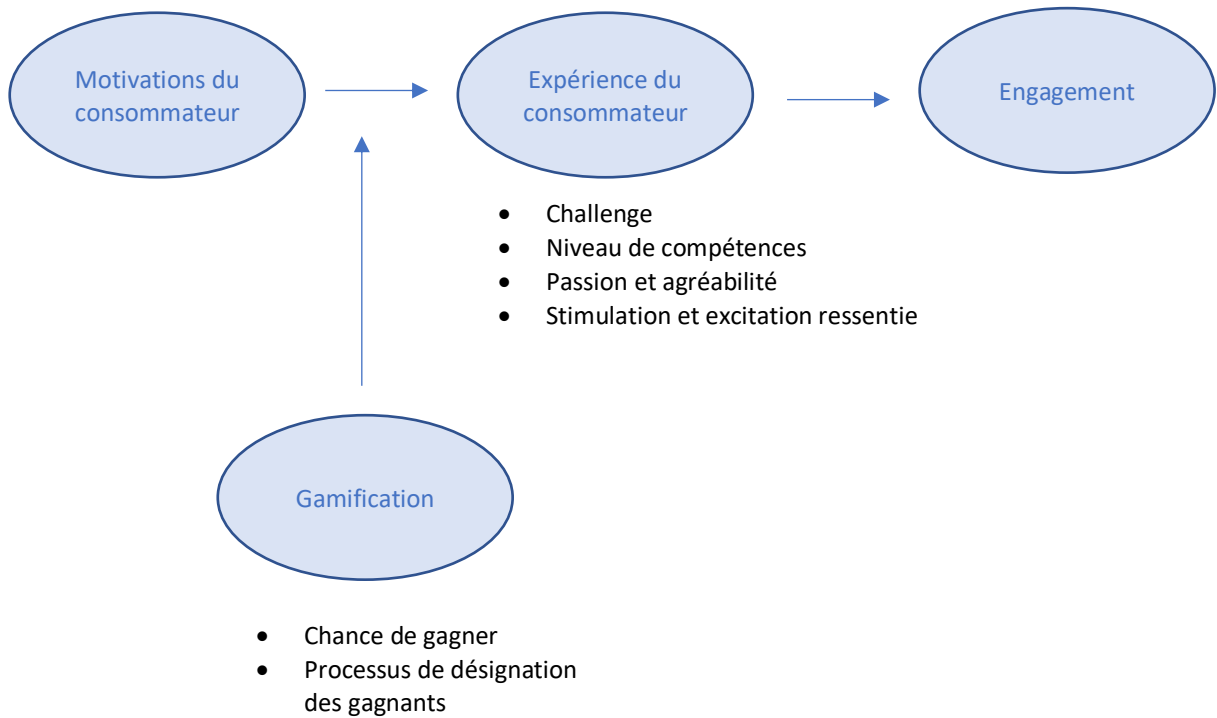 Motivations du
consommateur
Expérience du
consommateur
Engagement
• Challenge
• Niveau de compétences
• Passion et agréabilité
• Stimulation et excitation ressentie
Gamification
• Chance de gagner
• Processus de désignation
des gagnants